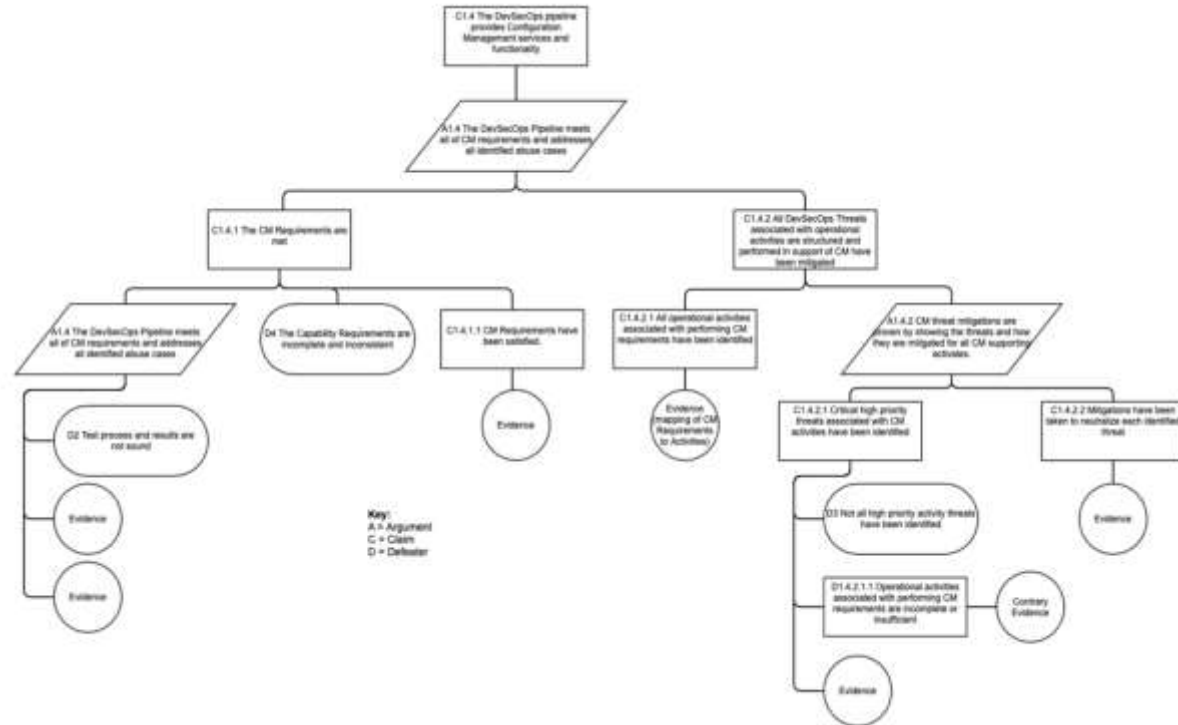 C1.4 The DevSecOps pipeline
provides Configuration
Management services and
functionality
A1.4 The DevSecOps Pipeline meets
all of CM requirements and addresses
all identified abuse cases
C1.4.1 The CM Requirements are
met
C1.4.2 All DevSecOps Threats
associated with operational
activities are structured and
performed in support of CM have
been mitigated
A1.4 The DevSecOps Pipeline meets
all of CM requirements and addresses
all identified abuse cases
D4 The Capability Requirements are
incomplete and inconsistent
C1.4.1.1 CM Requirements have
been satisfied.
C1.4.2.1 All operational activities
associated with performing CM
requirements have been identified
A1.4.2 CM threat mitigations are
proven by showing the threats and how
they are mitigated for all CM supporting
activates.
D2 Test process and results are
not sound
Evidence
Evidence
(mapping of CM
Requirements
to Activities)
C1.4.2.1 Critical high priority
threats associated with CM
activities have been identified
C1.4.2.2 Mitigations have been
taken to neutralize each identified
threat
Evidence
Key:
A = Argument
C = Claim
D = Defeater
D3 Not all high priority activity threats
have been identified
Evidence
Evidence
D1.4.2.1.1 Operational activities
associated with performing CM
requirements are incomplete or
insufficient
Contrary
Evidence
Evidence